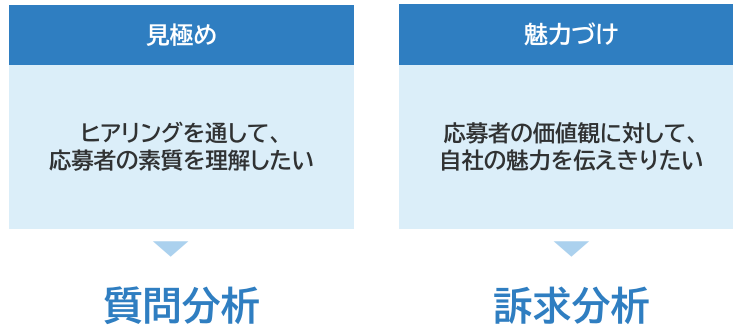 見極め
ヒアリングを通して、
応募者の素質を理解したい
質問分析
魅力づけ
応募者の価値観に対して、
自社の魅力を伝えきりたい
訴求分析